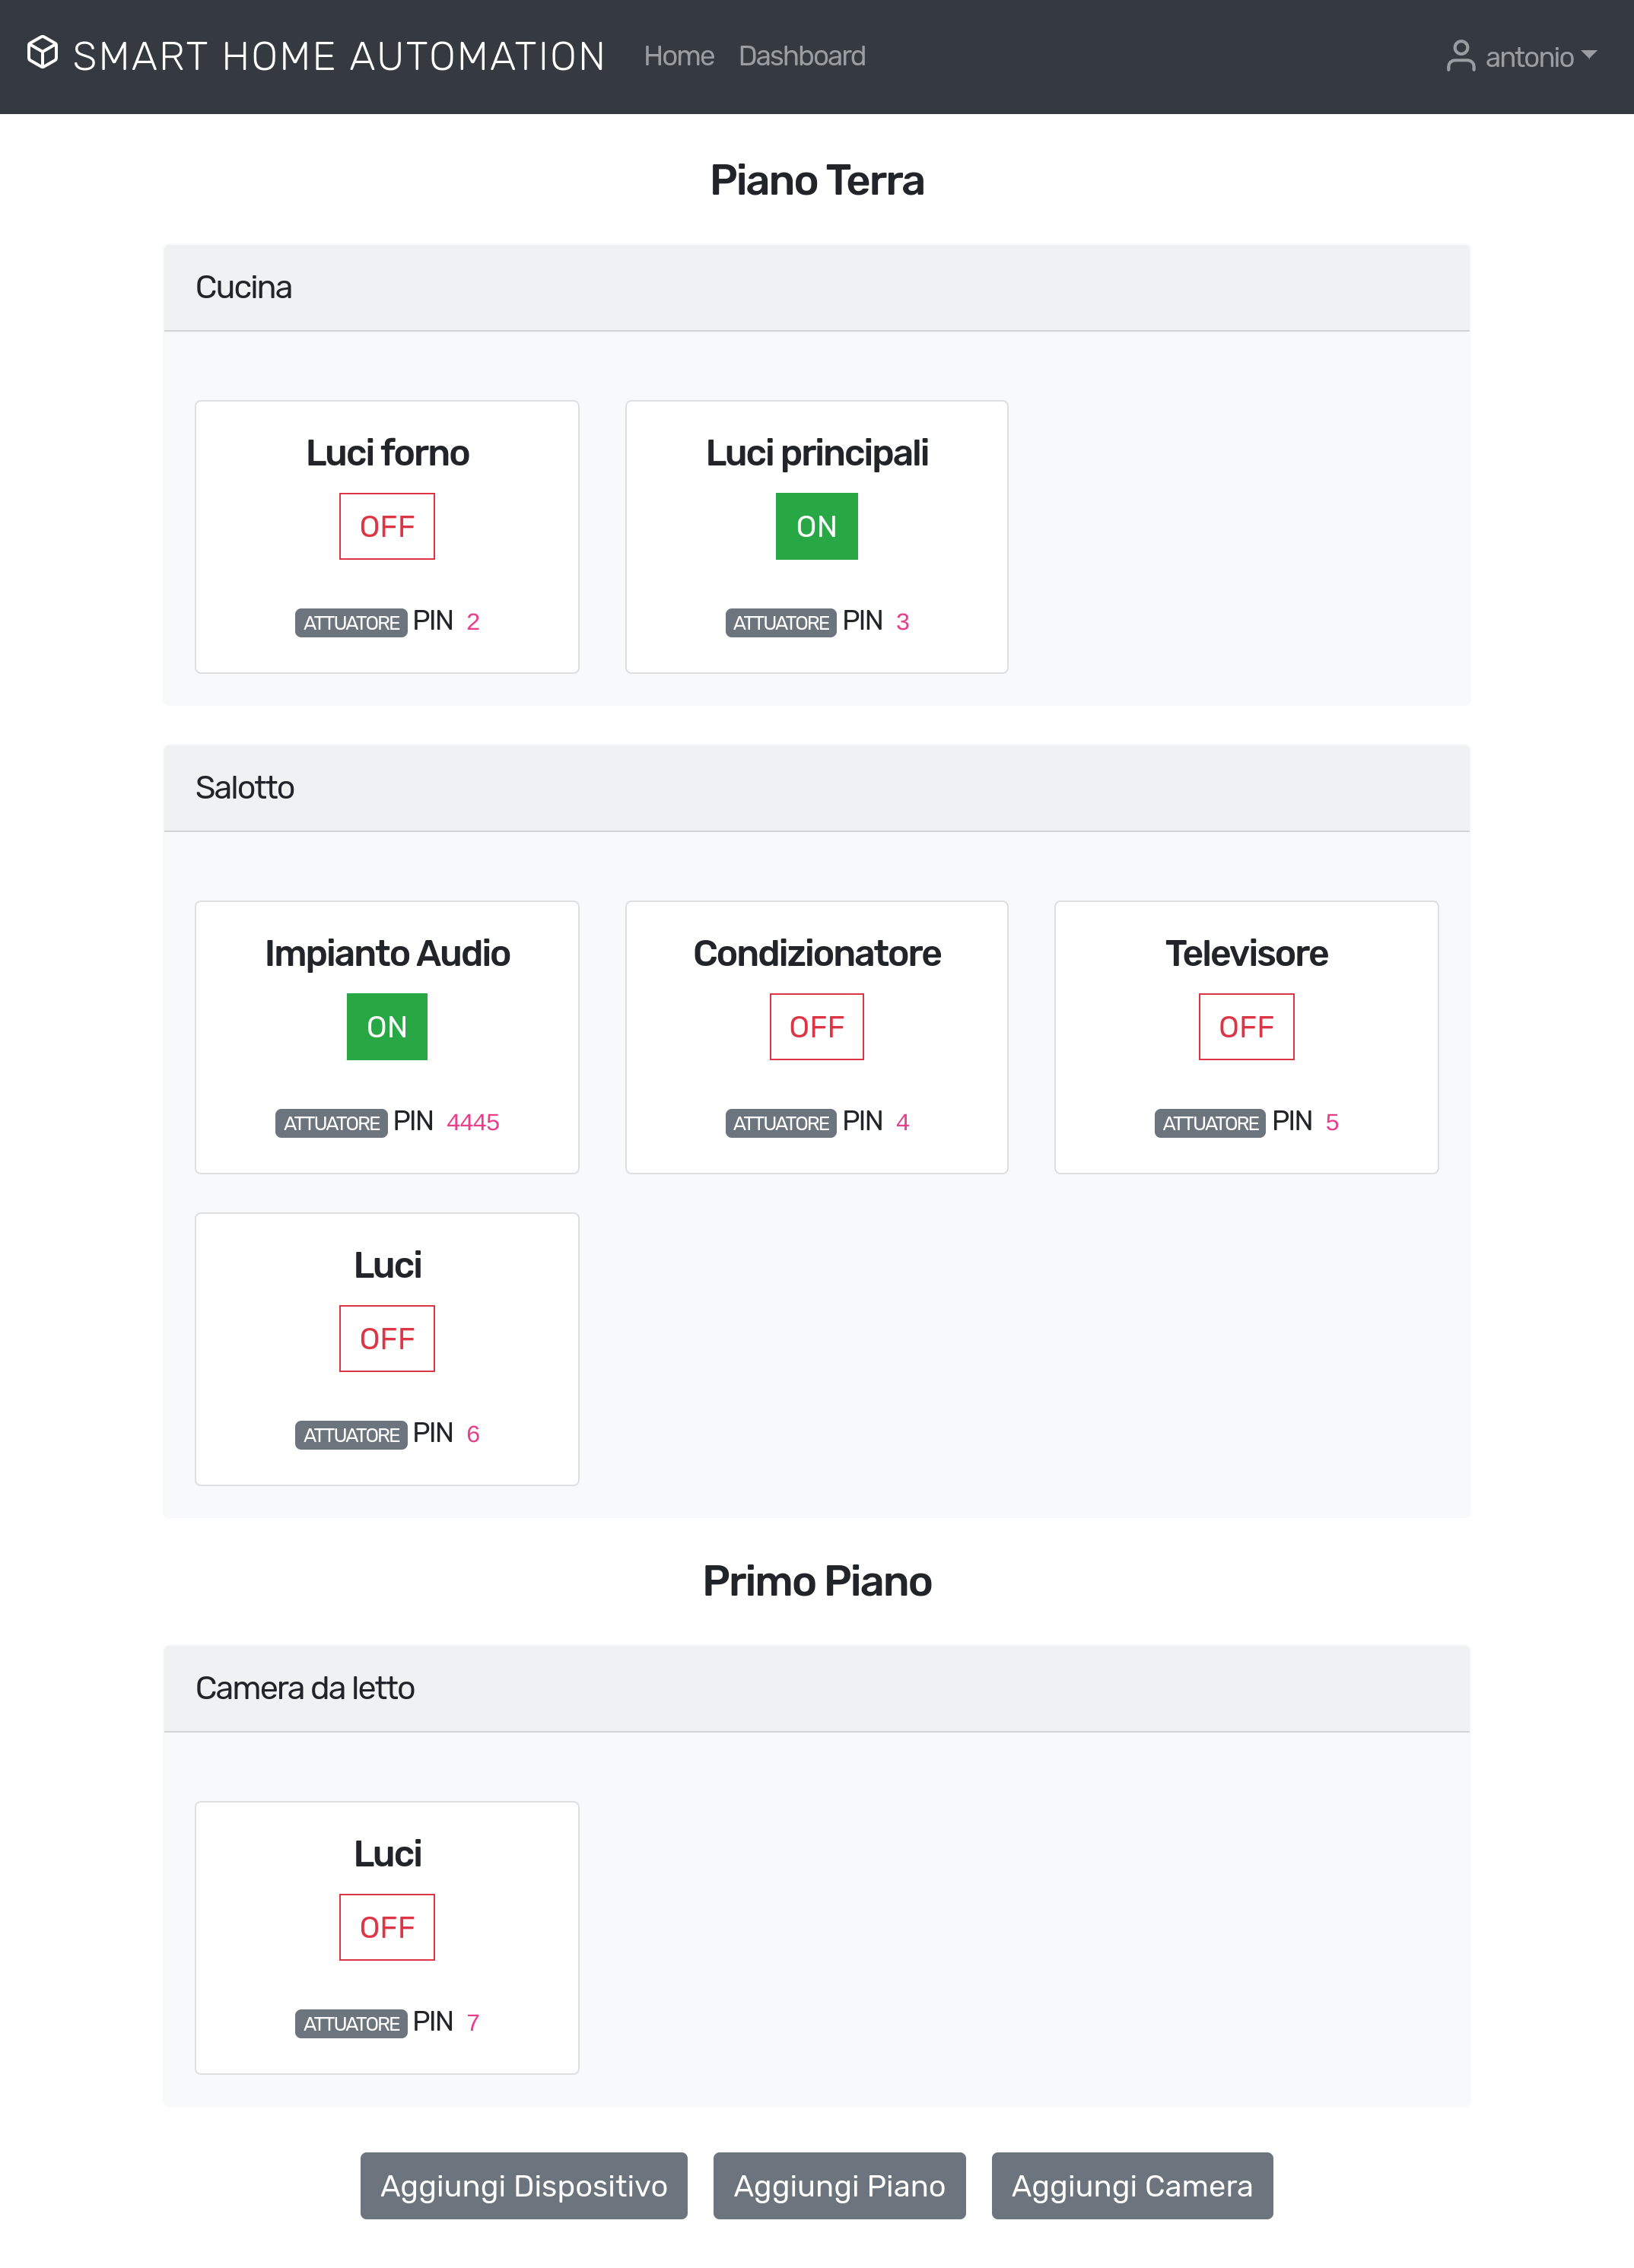 SMART HOME AUTOMATION Home Dashboard antonio
Piano Terra
Cucina
Luci forno
OFF
ATTUATORE PIN 2
Luci principali
ON
ATTUATORE PIN 3
Salotto
Impianto Audio
ON
ATTUATORE PIN 4445
Condizionatore
OFF
ATTUATORE PIN 4
Televisore
OFF
ATTUATORE PIN 5
Luci
OFF
ATTUATORE PIN 6
Primo Piano
Camera da letto
Luci
OFF
ATTUATORE PIN 7
Aggiungi Dispositivo Aggiungi Piano Aggiungi Camera